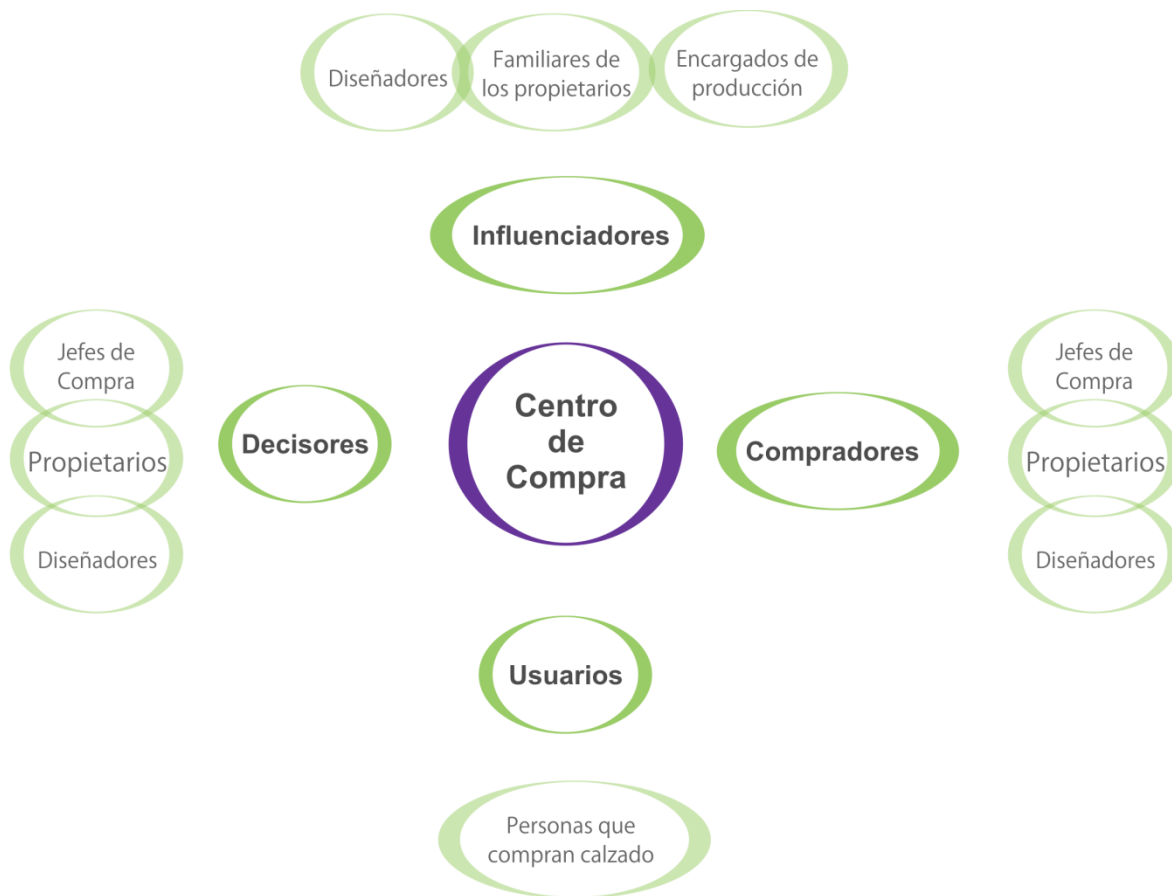 Diseñadores
Familiares de
los propietarios
Encargados de
producción
Influenciadores
Jefes de
Compra
Propietarios
Diseñadores
Decisores
Centro
de
Compra
Compradores
Jefes de
Compra
Propietarios
Diseñadores
Usuarios
Personas que
compran calzado